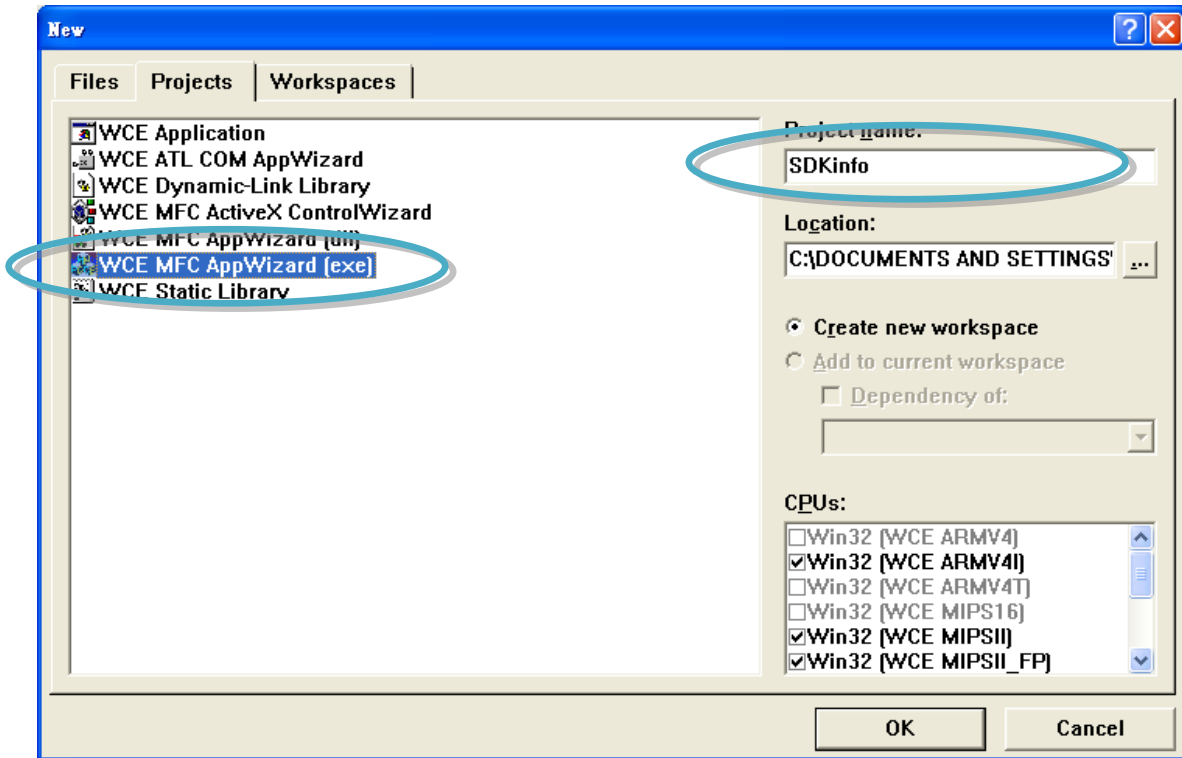 New
Files Projects Workspaces
WCE Application
WCE ATL COM AppWizard
WCE Dynamic-Link Library
WCE MFC ActiveX ControlWizard
WCE MFC AppWizard (dll)
WCE MFC AppWizard (exe)
WCE Static Library
Project name:
SDKinfo
Location:
C:\DOCUMENTS AND SETTINGS\
...
Create new workspace
Add to current workspace
Dependency of:
CPUs:
Win32 (WCE ARMV4)
Win32 (WCE ARMV4I)
Win32 (WCE ARMV4T)
Win32 (WCE MIPS16)
Win32 (WCE MIPSII)
Win32 (WCE MIPSII_FP)
OK Cancel